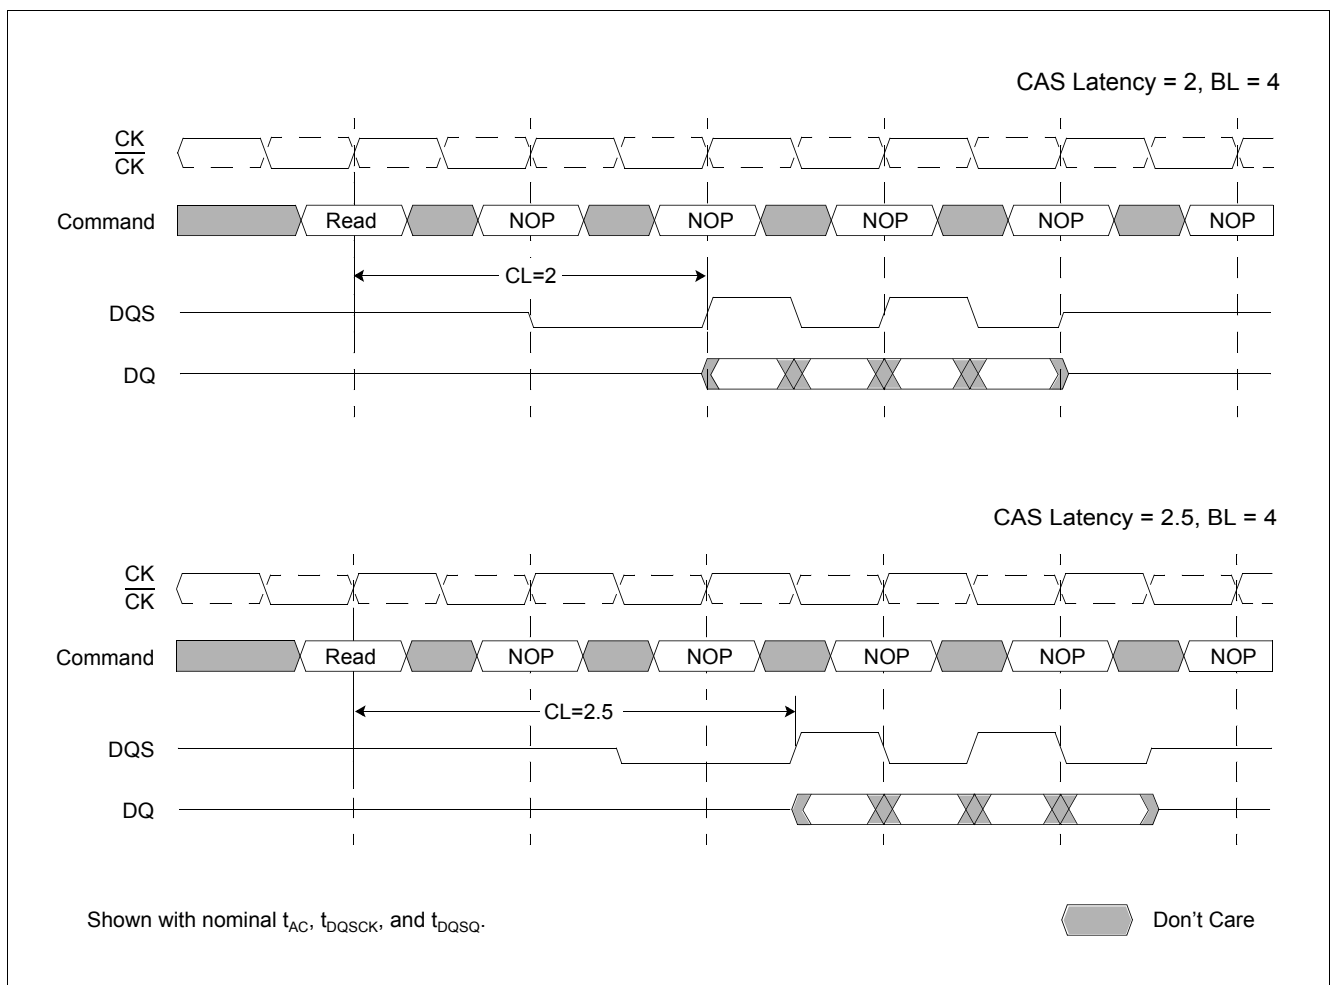 CAS Latency = 2, BL = 4
CK
CK
Command Read NOP NOP NOP NOP NOP
CL=2
DQS
DQ
CAS Latency = 2.5, BL = 4
CK
CK
Command Read NOP NOP NOP NOP NOP
CL=2.5
DQS
DQ
Shown with nominal tAC, tDQSCK, and tDQSQ. Don't Care